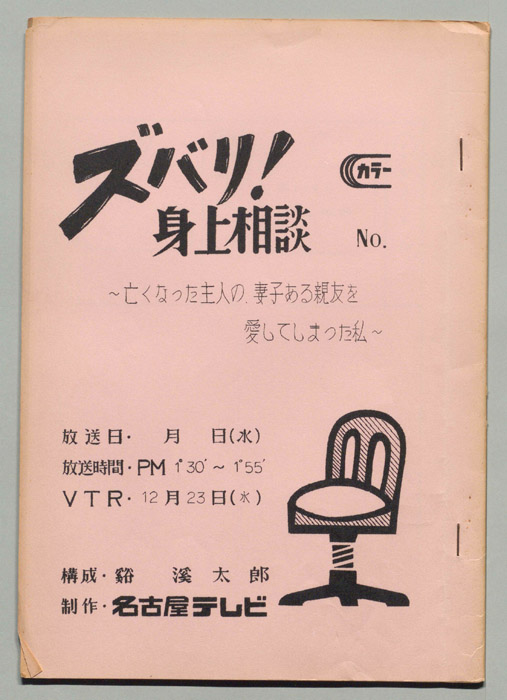 ズバリ!
カラー
身上相談
No.
～亡くなった主人の、妻子ある親友を
愛してしまった私～
放送日・　月　日(水)
放送時間・PM 1°30′～1°55′
VTR・12月23日(水)
構成・谿　渓太郎
制作・名古屋テレビ